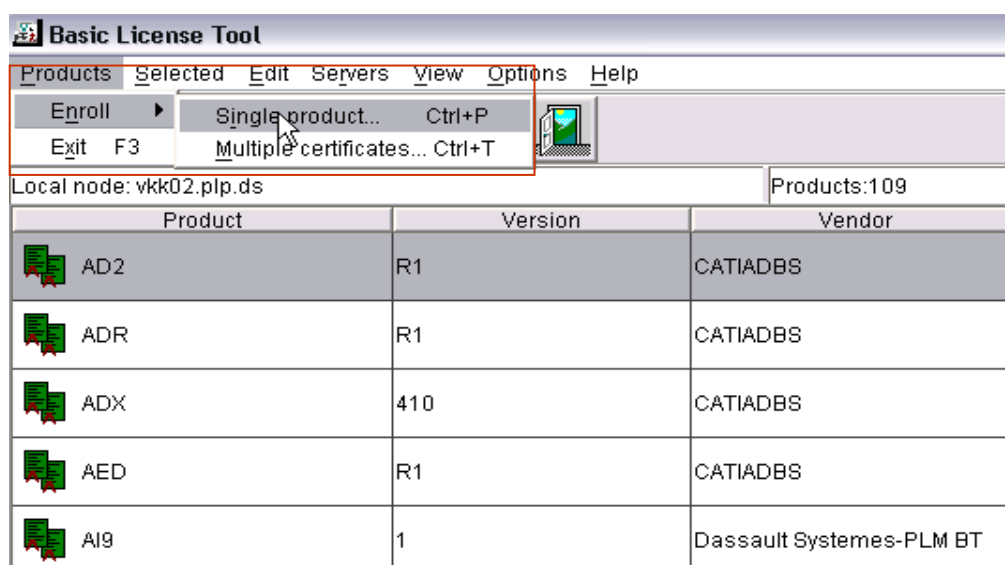 Basic License Tool
Products Selected Edit Servers View Options Help
Enroll Single product... Ctrl+P
Exit F3 Multiple certificates... Ctrl+T
Local node: vkk02.plp.ds Products:109
Product Version Vendor
AD2 R1 CATIADBS
ADR R1 CATIADBS
ADX 410 CATIADBS
AED R1 CATIADBS
AI9 1 Dassault Systemes-PLM BT